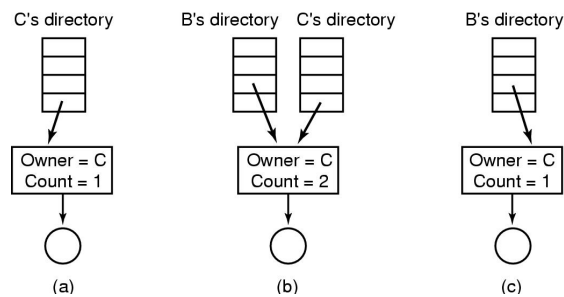 C's directory
B's directory C's directory
B's directory
Owner = C
Count = 1
Owner = C
Count = 2
Owner = C
Count = 1
(a)
(b)
(c)